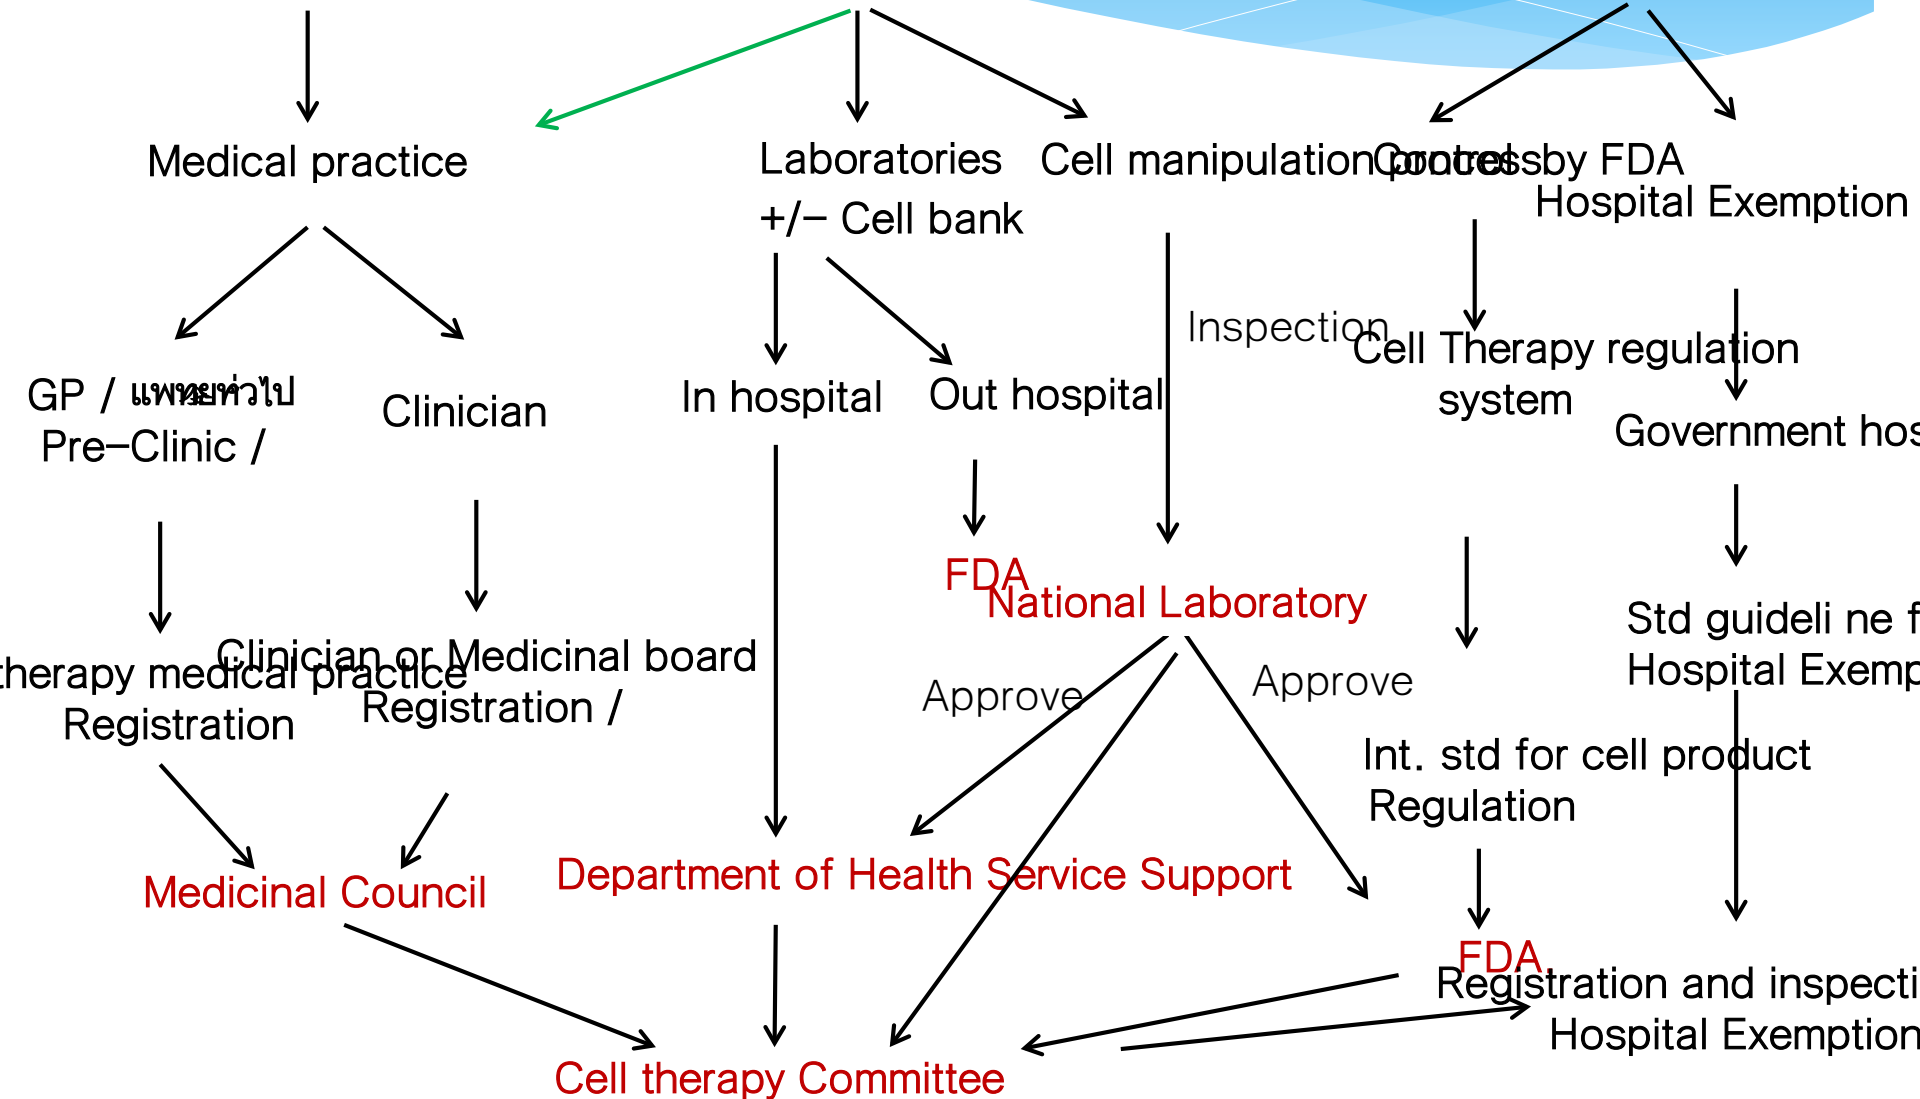 Medical practice
Laboratories
+/- Cell bank
Cell manipulation process
Control by FDA
Hospital Exemption
Inspection
GP / แพทย์ทั่วไป
Pre-Clinic /
Clinician
In hospital
Out hospital
Cell Therapy regulation
system
Government hos
FDA
National Laboratory
therapy medical practice
Registration
Clinician or Medicinal board
Registration /
Approve
Approve
Std guideli ne f
Hospital Exemp
Int. std for cell product
Regulation
Medicinal Council
Department of Health Service Support
FDA.
Registration and inspecti
Hospital Exemption
Cell therapy Committee